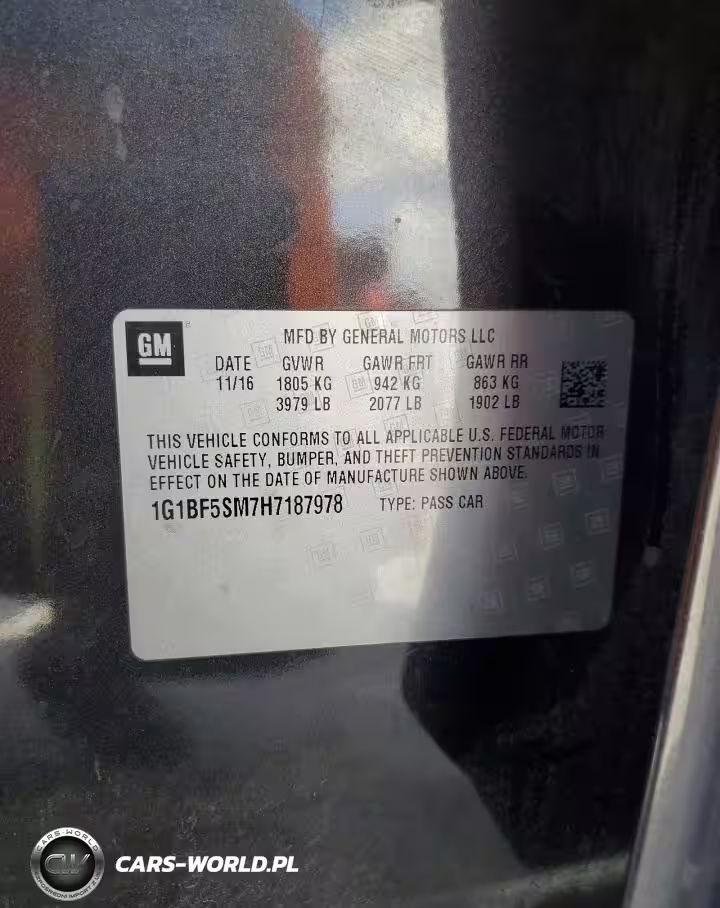 GM
MFD BY GENERAL MOTORS LLC
DATE GVWR GAWR FRT GAWR RR
11/16 1805 KG 942 KG 863 KG
3979 LB 2077 LB 1902 LB
THIS VEHICLE CONFORMS TO ALL APPLICABLE U.S. FEDERAL MOTOR
VEHICLE SAFETY, BUMPER, AND THEFT PREVENTION STANDARDS IN
EFFECT ON THE DATE OF MANUFACTURE SHOWN ABOVE.
1G1BF5SM7H7187978 TYPE: PASS CAR
CARS-WORLD
CW
CARS-WORLD.PL